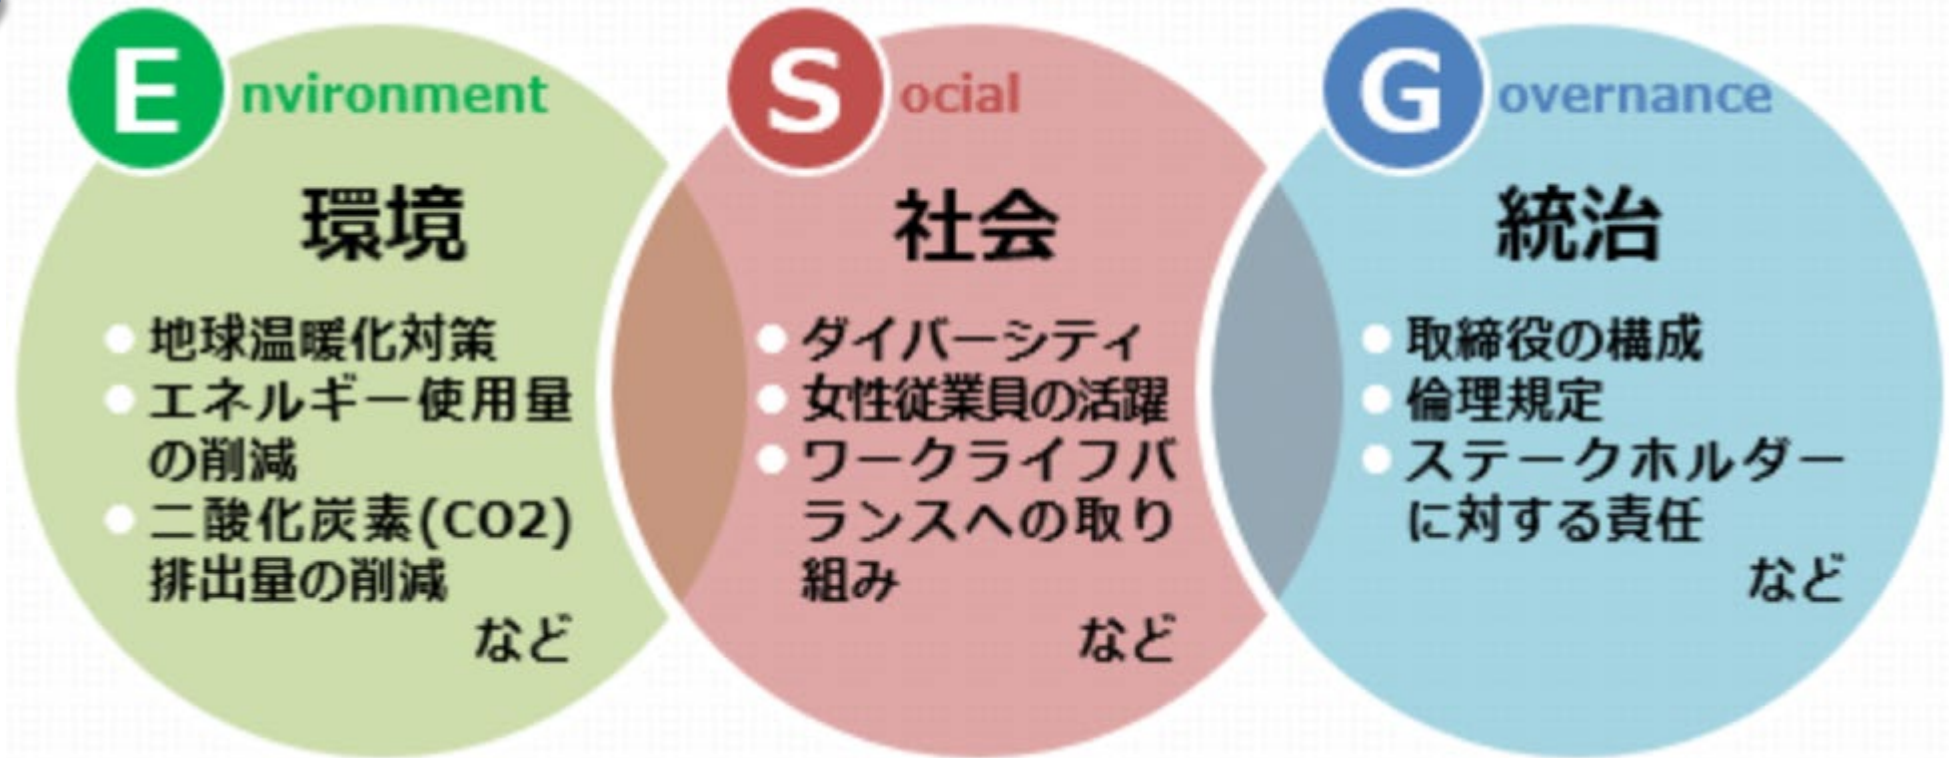 Environment
環境
地球温暖化対策
エネルギー使用量
の削減
二酸化炭素(CO2)
排出量の削減
など
Social
社会
ダイバーシティ
女性従業員の活躍
ワークライフバ
ランスへの取り
組み
など
Governance
統治
取締役の構成
倫理規定
ステークホルダー
に対する責任
など